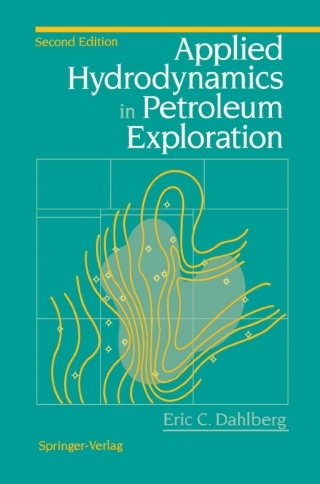 Second Edition
Applied
Hydrodynamics
in Petroleum
Exploration
Eric C. Dahlberg
Springer-Verlag